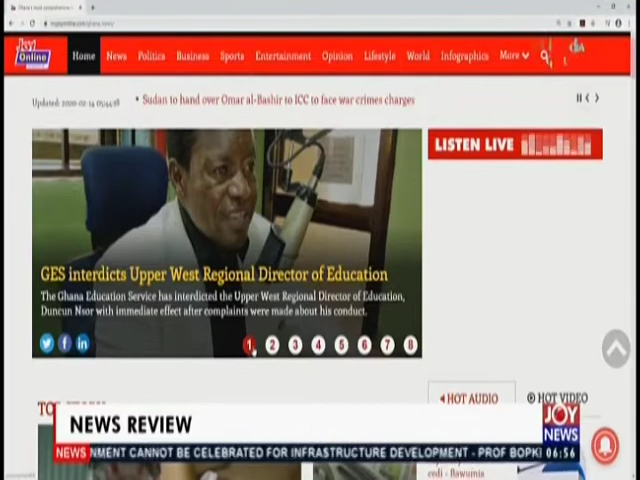 Joy
Online
Home News Politics Business Sports Entertainment Opinion Lifestyle World Infographics More
Sudan to hand over Omar al-Bashir to ICC to face war crimes charges
LISTEN LIVE
GES interdicts Upper West Regional Director of Education
The Ghana Education Service has interdicted the Upper West Regional Director of Education,
Duncun Nsor with immediate effect after complaints were made about his conduct.
1 2 3 4 5 6 7 8
HOT AUDIO HOT VIDEO
NEWS REVIEW
JOY
NEWS
NEWS NMENT CANNOT BE CELEBRATED FOR INFRASTRUCTURE DEVELOPMENT - PROF BOPKI 06:56
cedi - Bawumia